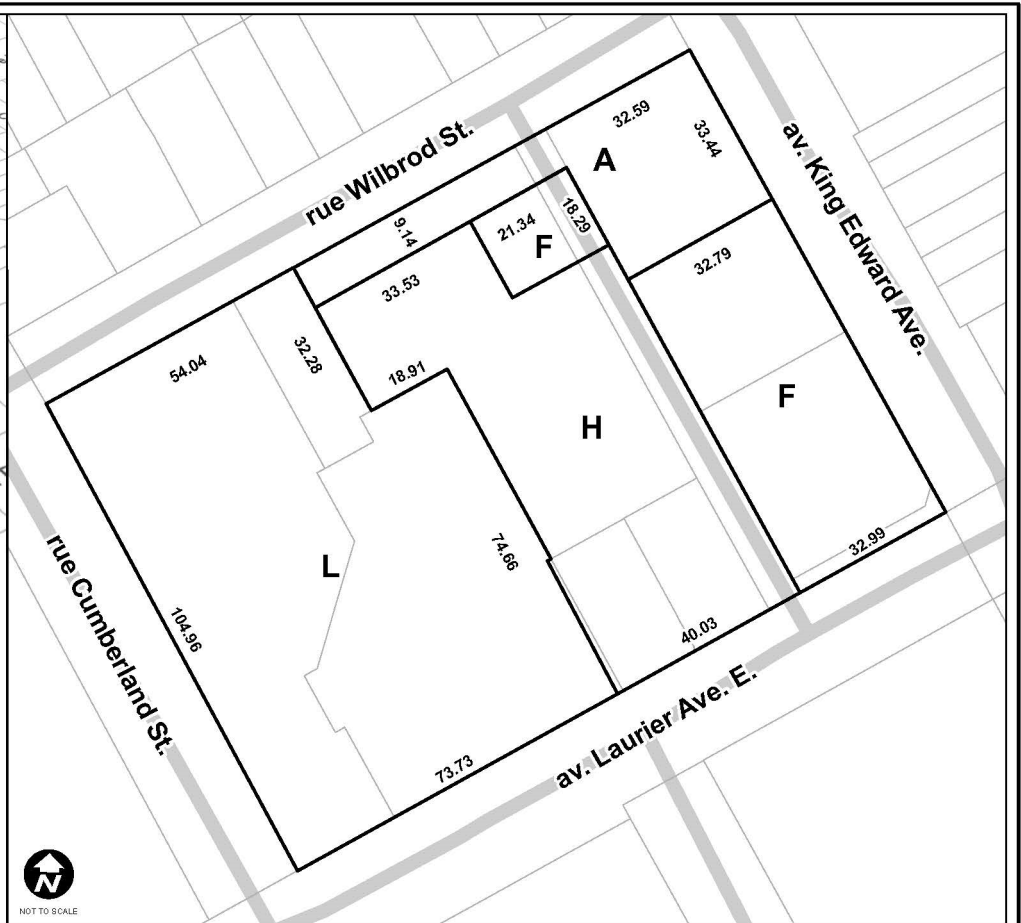 rue Wilbrod St.
32.59
33.44
A
av. King Edward Ave.
9.14
21.34
18.29
F
32.79
33.53
32.28
54.04
18.91
F
H
L
74.66
32.99
rue Cumberland St.
104.96
40.03
av. Laurier Ave. E.
73.73
N
NOT TO SCALE